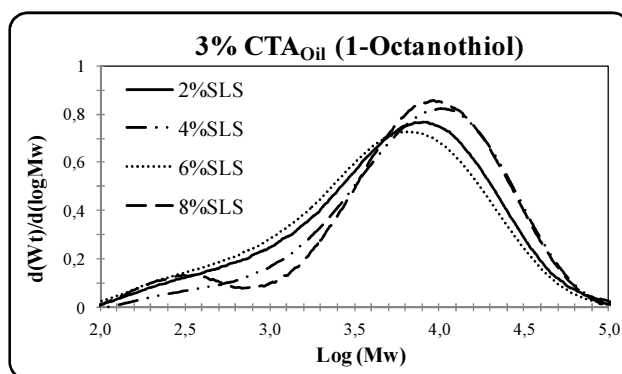 3% CTAOil (1-Octanothiol)
1
0,8
0,6
0,4
0,2
0
d(Wt)/d(logMw)
2%SLS
4%SLS
6%SLS
8%SLS
2,0 2,5 3,0 3,5 4,0 4,5 5,0
Log (Mw)